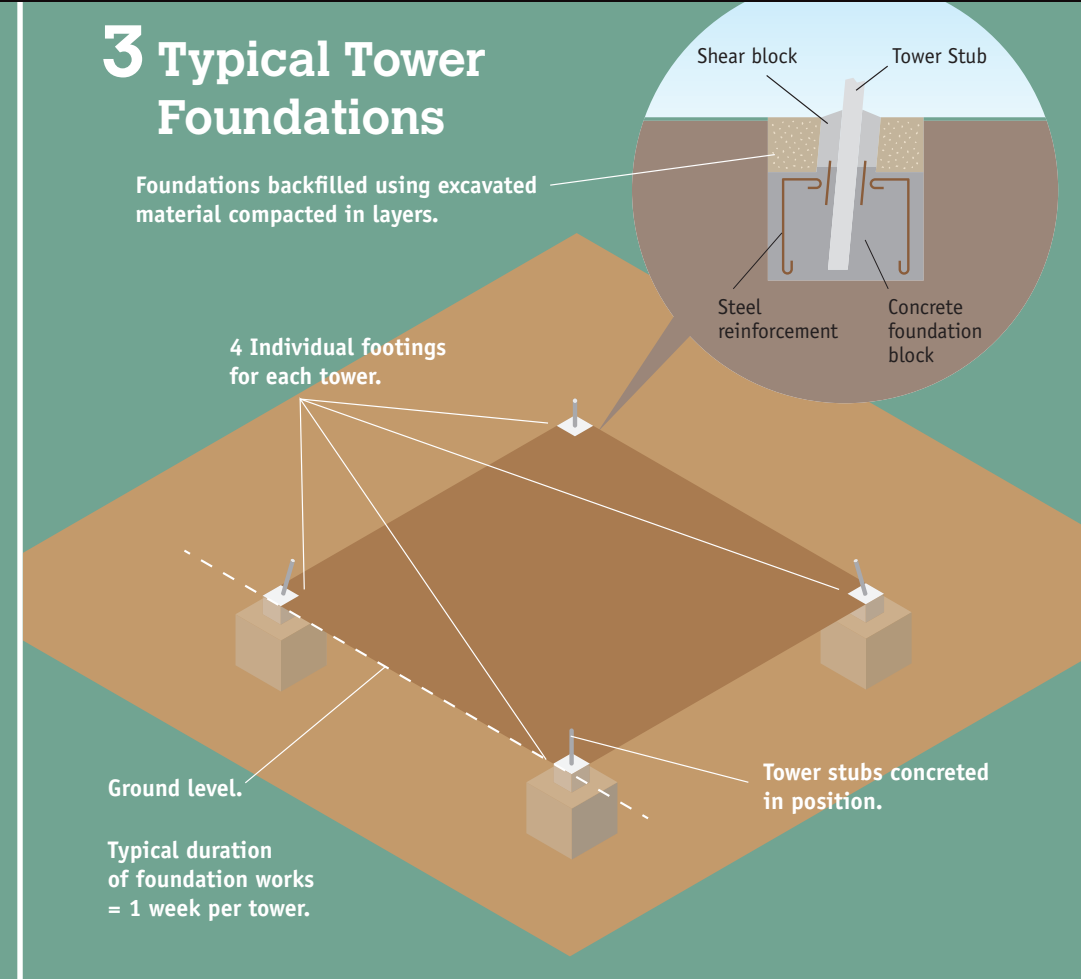 3 Typical Tower
Foundations
Shear block
Tower Stub
Foundations backfilled using excavated
material compacted in layers.
Steel
reinforcement
Concrete
foundation
block
4 Individual footings
for each tower.
Ground level.
Tower stubs concreted
in position.
Typical duration
of foundation works
= 1 week per tower.